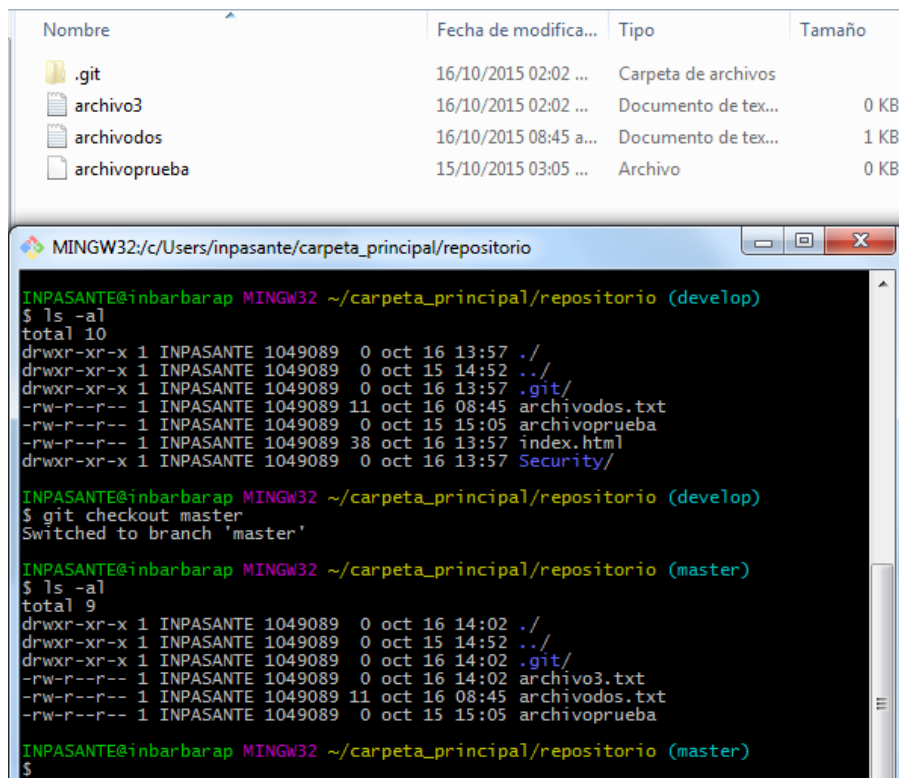 Nombre Fecha de modifica... Tipo Tamaño
.git 16/10/2015 02:02 ... Carpeta de archivos
archivo3 16/10/2015 02:02 ... Documento de tex... 0 KB
archivodos 16/10/2015 08:45 a... Documento de tex... 1 KB
archivoprueba 15/10/2015 03:05 ... Archivo 0 KB
MINGW32:/c/Users/inpasante/carpeta_principal/repositorio
INPASANTE@inbarbarap MINGW32 ~/carpeta_principal/repositorio (develop)
$ ls -al
total 10
drwxr-xr-x 1 INPASANTE 1049089  0 oct 16 13:57 ./
drwxr-xr-x 1 INPASANTE 1049089  0 oct 15 14:52 ../
drwxr-xr-x 1 INPASANTE 1049089  0 oct 16 13:57 .git/
-rw-r--r-- 1 INPASANTE 1049089 11 oct 16 08:45 archivodos.txt
-rw-r--r-- 1 INPASANTE 1049089  0 oct 15 15:05 archivoprueba
-rw-r--r-- 1 INPASANTE 1049089 38 oct 16 13:57 index.html
drwxr-xr-x 1 INPASANTE 1049089  0 oct 16 13:57 Security/
INPASANTE@inbarbarap MINGW32 ~/carpeta_principal/repositorio (develop)
$ git checkout master
Switched to branch 'master'
INPASANTE@inbarbarap MINGW32 ~/carpeta_principal/repositorio (master)
$ ls -al
total 9
drwxr-xr-x 1 INPASANTE 1049089  0 oct 16 14:02 ./
drwxr-xr-x 1 INPASANTE 1049089  0 oct 15 14:52 ../
drwxr-xr-x 1 INPASANTE 1049089  0 oct 16 14:02 .git/
-rw-r--r-- 1 INPASANTE 1049089  0 oct 16 14:02 archivo3.txt
-rw-r--r-- 1 INPASANTE 1049089 11 oct 16 08:45 archivodos.txt
-rw-r--r-- 1 INPASANTE 1049089  0 oct 15 15:05 archivoprueba
INPASANTE@inbarbarap MINGW32 ~/carpeta_principal/repositorio (master)
$